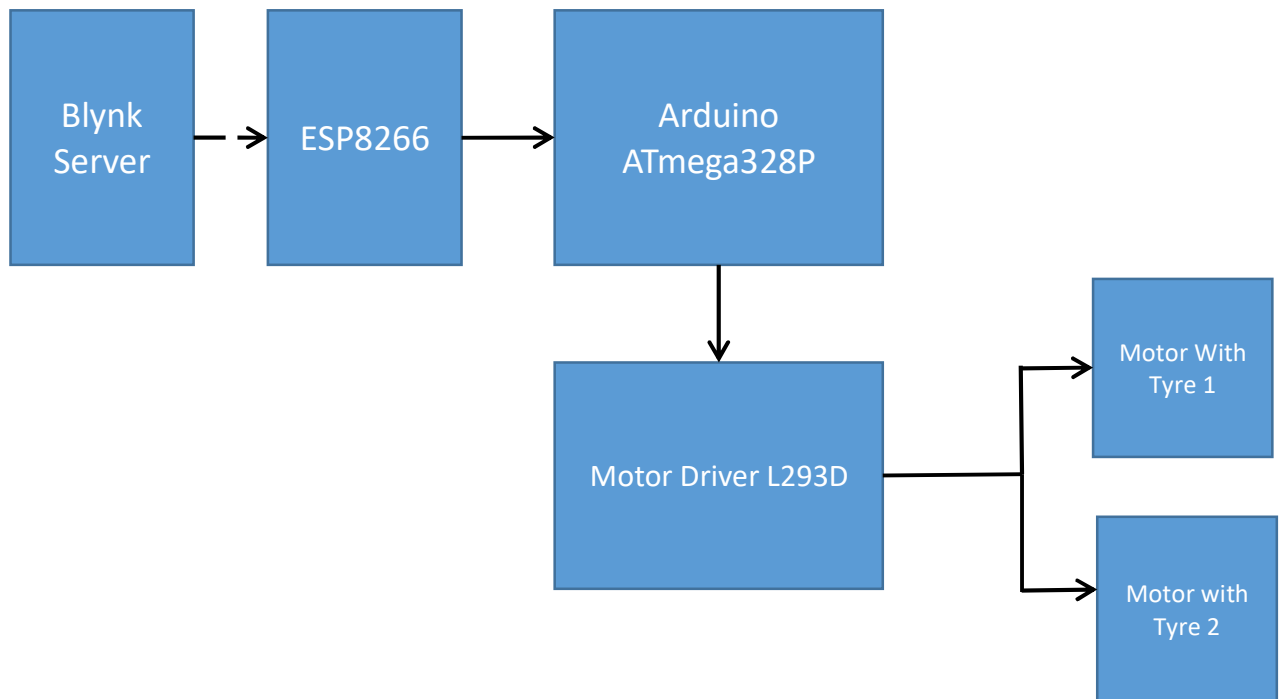 Blynk
Server
ESP8266
Arduino
ATmega328P
Motor Driver L293D
Motor With
Tyre 1
Motor with
Tyre 2